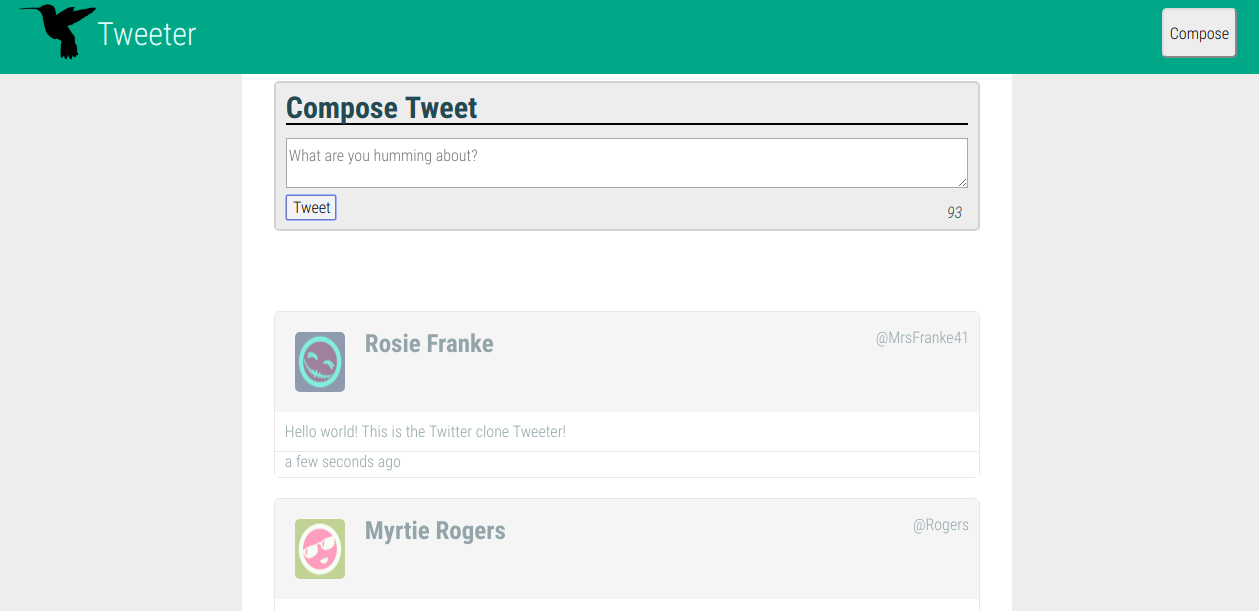 Tweeter
Compose
Compose Tweet
What are you humming about?
Tweet
93
Rosie Franke
@MrsFranke41
Hello world! This is the Twitter clone Tweeter!
a few seconds ago
Myrtie Rogers
@Rogers